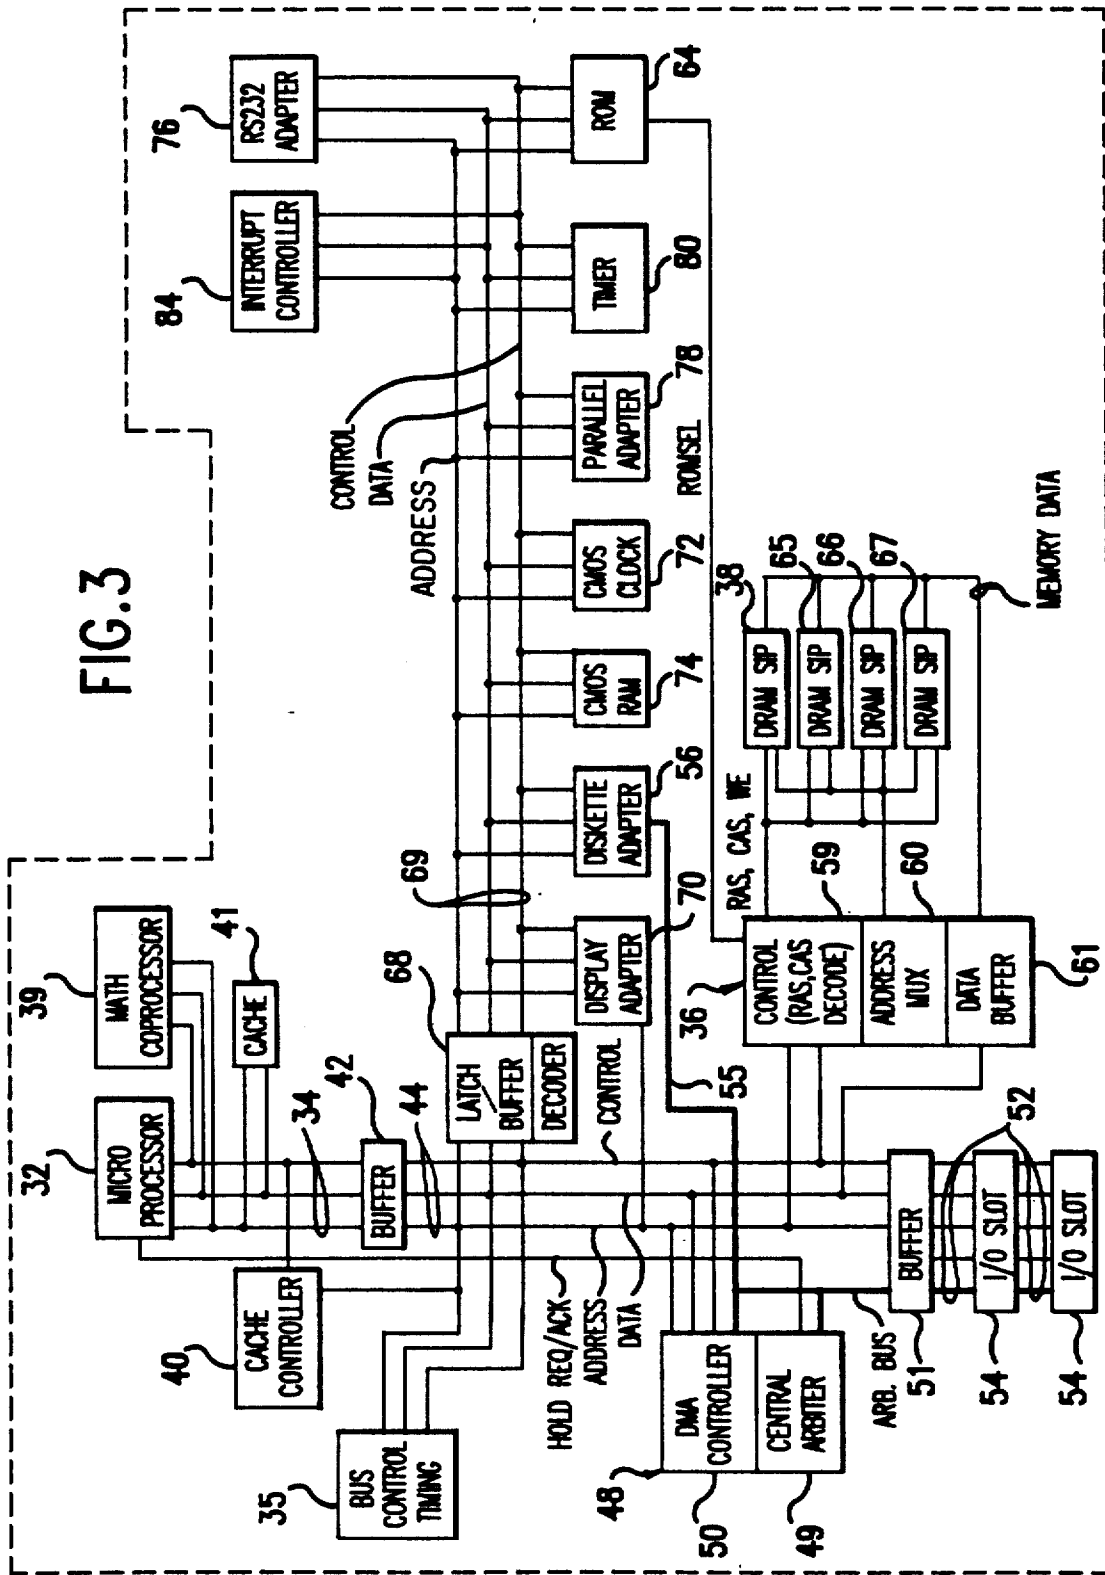 FIG.3
32
MICRO
PROCESSOR
39
MATH
COPROCESSOR
41
CACHE
40
CACHE
CONTROLLER
34
42
BUFFER
44
35
BUS
CONTROL
TIMING
68
LATCH
/BUFFER
DECODER
69
CONTROL
DATA
ADDRESS
84
INTERRUPT
CONTROLLER
76
RS232
ADAPTER
DISPLAY
ADAPTER
70
DISKETTE
ADAPTER
56
CMOS
RAM
74
CMOS
CLOCK
72
PARALLEL
ADAPTER
78
TIMER
80
ROM
64
ROMSEL
HOLD REQ/ACK
ADDRESS
DATA
CONTROL
55
48
DMA
CONTROLLER
50
CENTRAL
ARBITER
49
ARB. BUS
BUFFER
51
52
I/O SLOT
54
I/O SLOT
54
36
CONTROL
(RAS,CAS
DECODE)
59
ADDRESS
MUX
60
DATA
BUFFER
61
RAS, CAS, WE
DRAM SIP
38
DRAM SIP
65
DRAM SIP
66
DRAM SIP
67
MEMORY DATA